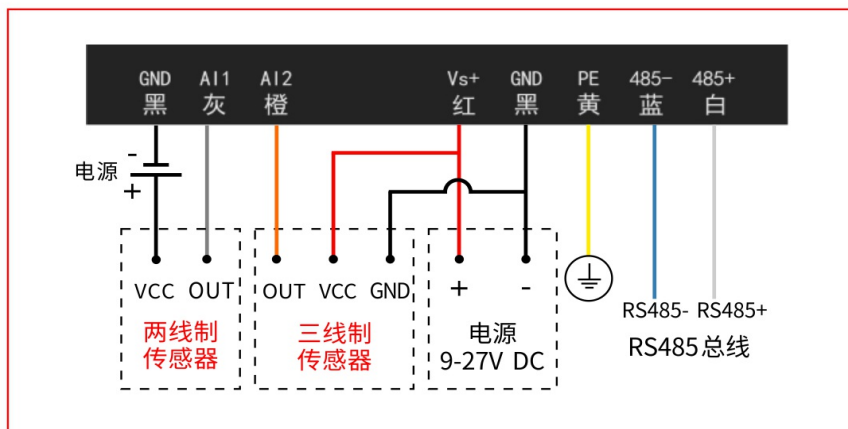 GND AI1 AI2 Vs+ GND PE 485- 485+
黑 灰 橙 红 黑 黄 蓝 白
-
电源
+
VCC OUT OUT VCC GND + -
RS485- RS485+
两线制
传感器
三线制
传感器
电源
9-27V DC
RS485总线